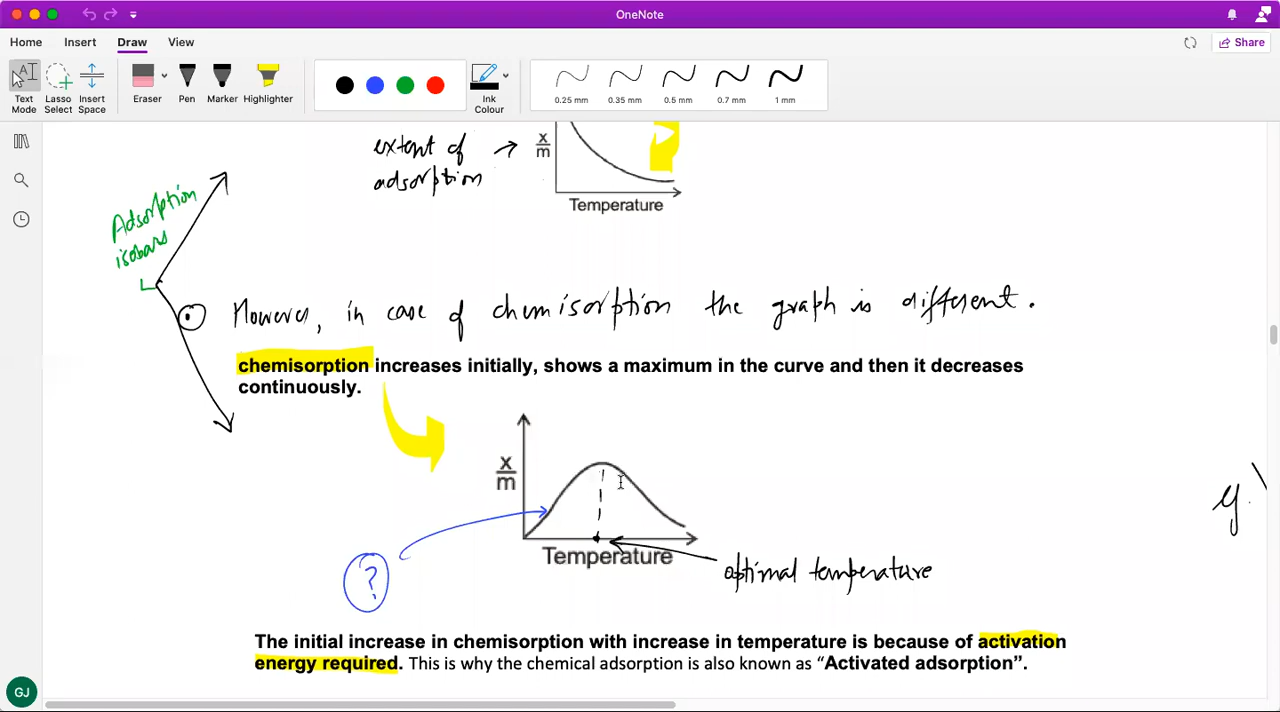 OneNote
Home Insert Draw View
Share
Text Mode
Lasso Select
Insert Space
Eraser
Pen
Marker
Highlighter
Ink Colour
0.25 mm
0.35 mm
0.5 mm
0.7 mm
1 mm
extent of → x/m
adsorption
Temperature
Adsorption
isobars
However, in case of chemisorption the graph is different.
chemisorption increases initially, shows a maximum in the curve and then it decreases
continuously.
x/m
Temperature
optimal temperature
?
y.
The initial increase in chemisorption with increase in temperature is because of activation
energy required. This is why the chemical adsorption is also known as “Activated adsorption”.
GJ